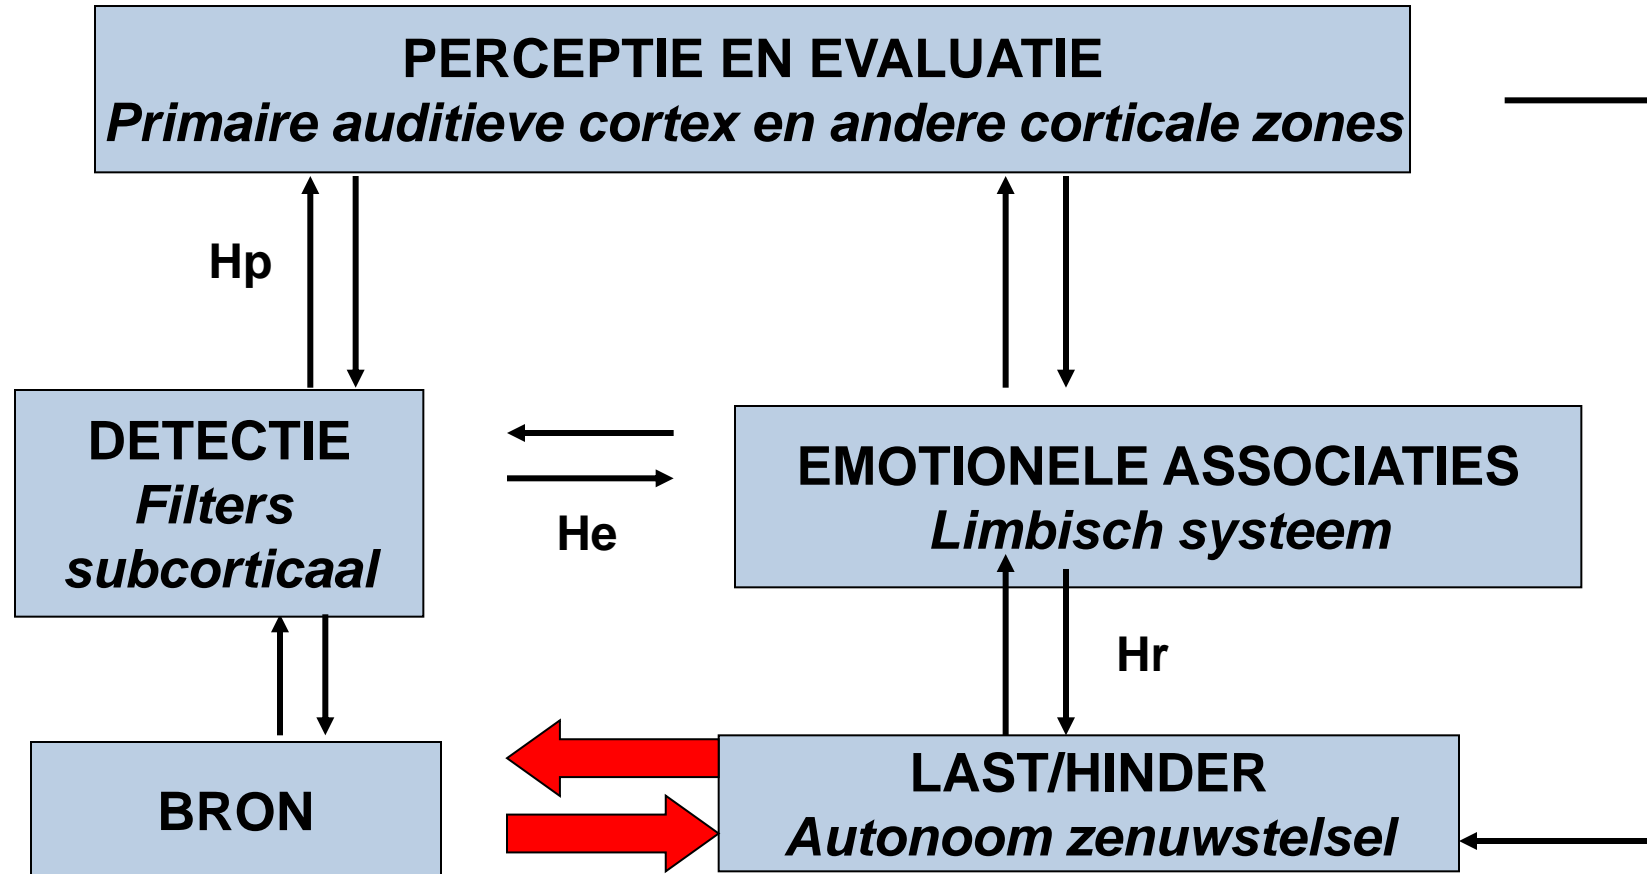 PERCEPTIE EN EVALUATIE
Primaire auditieve cortex en andere corticale zones
Hp
DETECTIE
Filters
subcorticaal
He
EMOTIONELE ASSOCIATIES
Limbisch systeem
Hr
BRON
LAST/HINDER
Autonoom zenuwstelsel